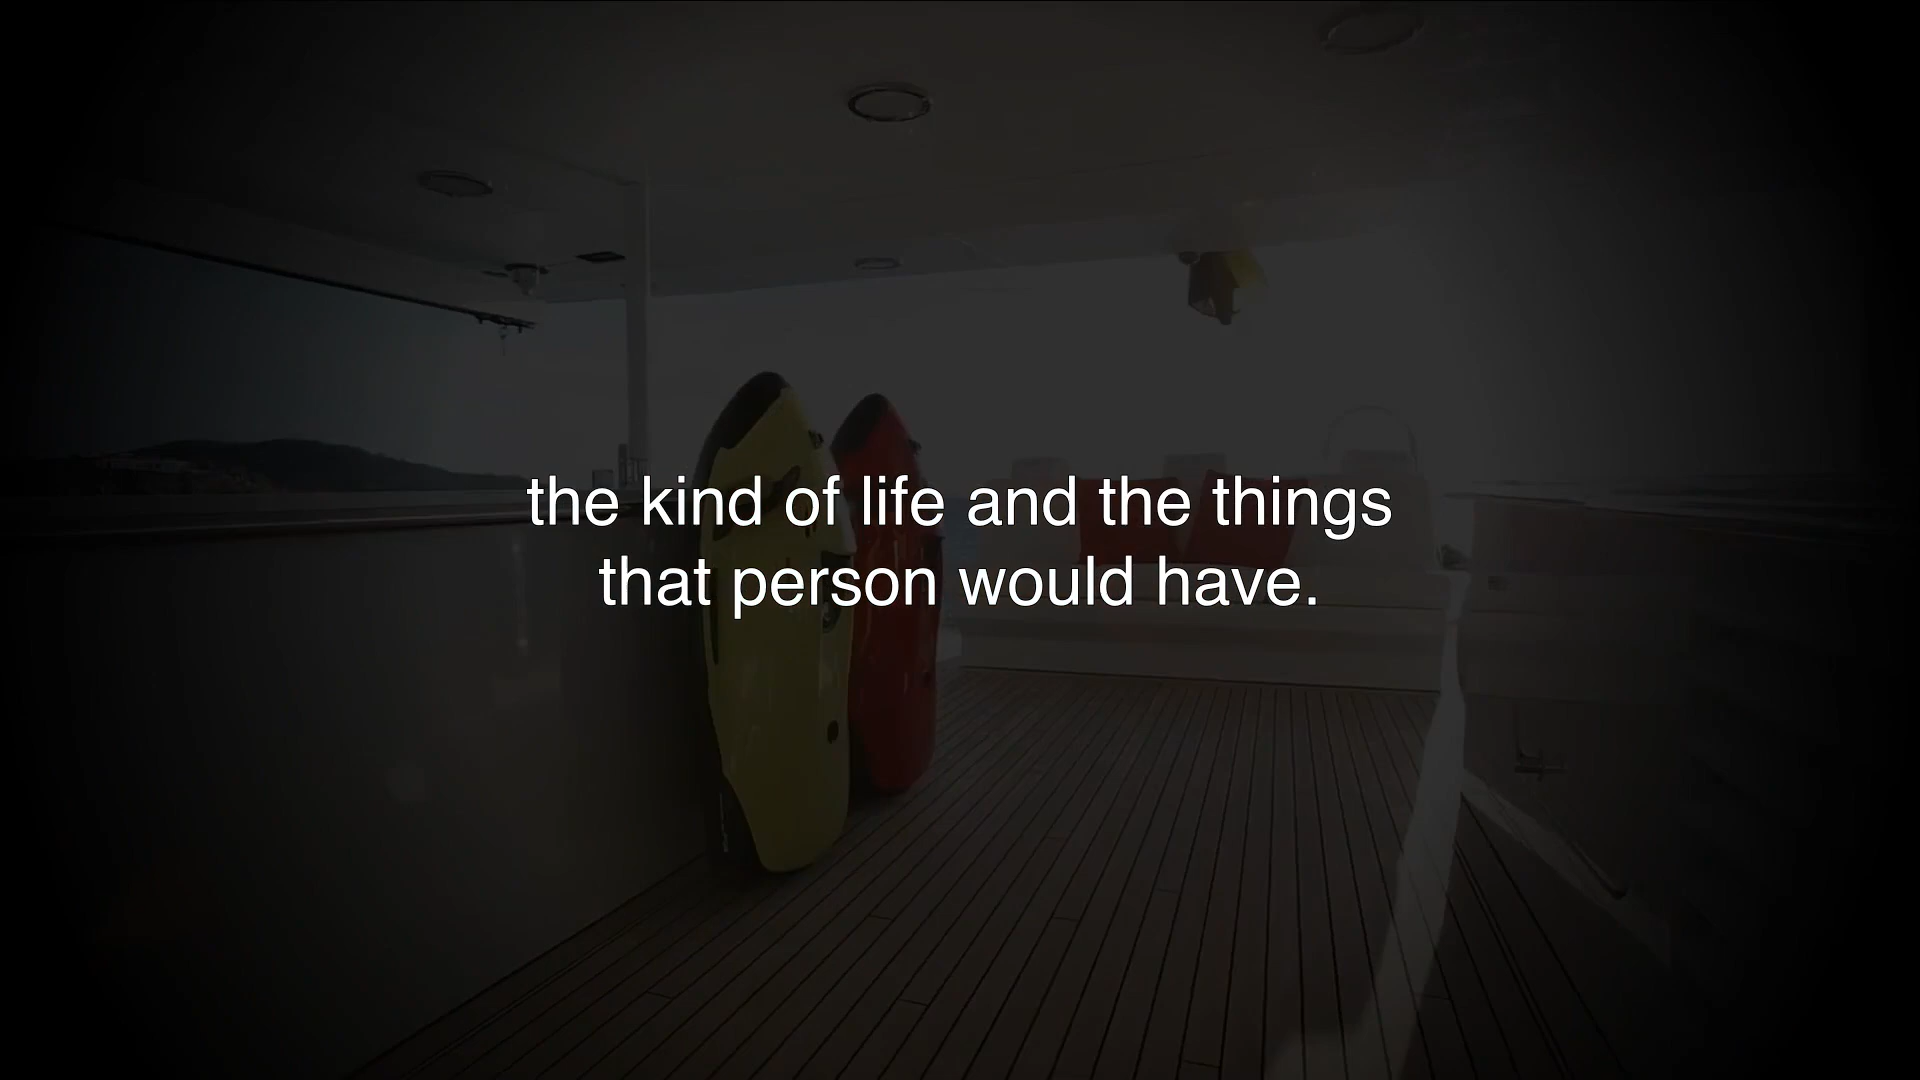 the kind of life and the things
that person would have.